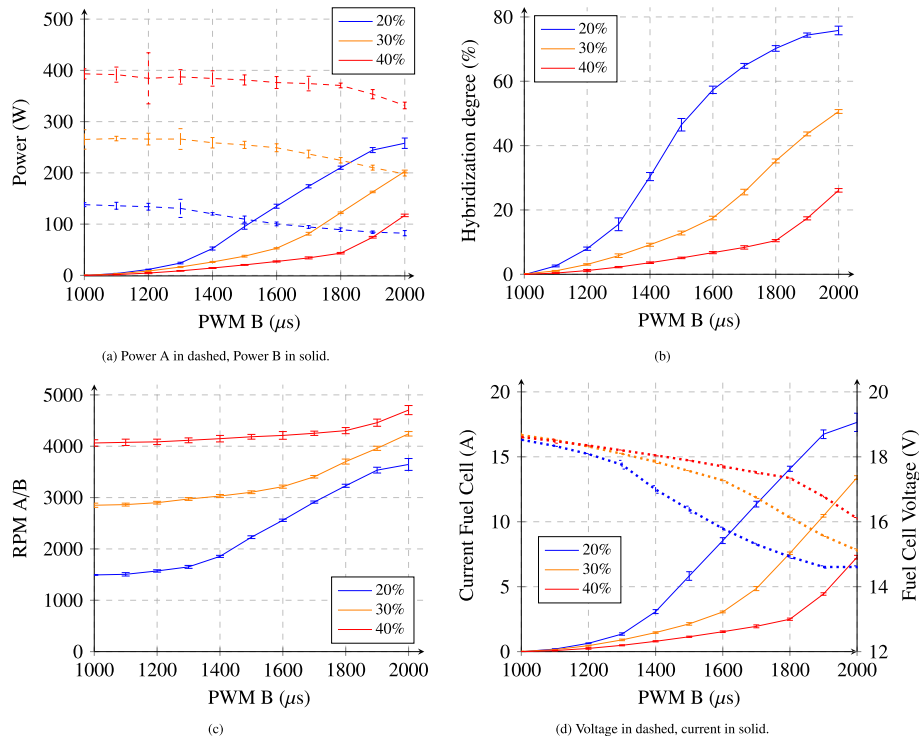 500
400
300
200
100
0
Power (W)
20%
30%
40%
1000 1200 1400 1600 1800 2000
PWM B (μs)
(a) Power A in dashed, Power B in solid.
80
60
40
20
0
Hybridization degree (%)
20%
30%
40%
1000 1200 1400 1600 1800 2000
PWM B (μs)
(b)
5000
4000
3000
2000
1000
0
RPM A/B
20%
30%
40%
1000 1200 1400 1600 1800 2000
PWM B (μs)
(c)
20
15
10
5
0
Current Fuel Cell (A)
20%
30%
40%
20
18
16
14
12
Fuel Cell Voltage (V)
1000 1200 1400 1600 1800 2000
PWM B (μs)
(d) Voltage in dashed, current in solid.